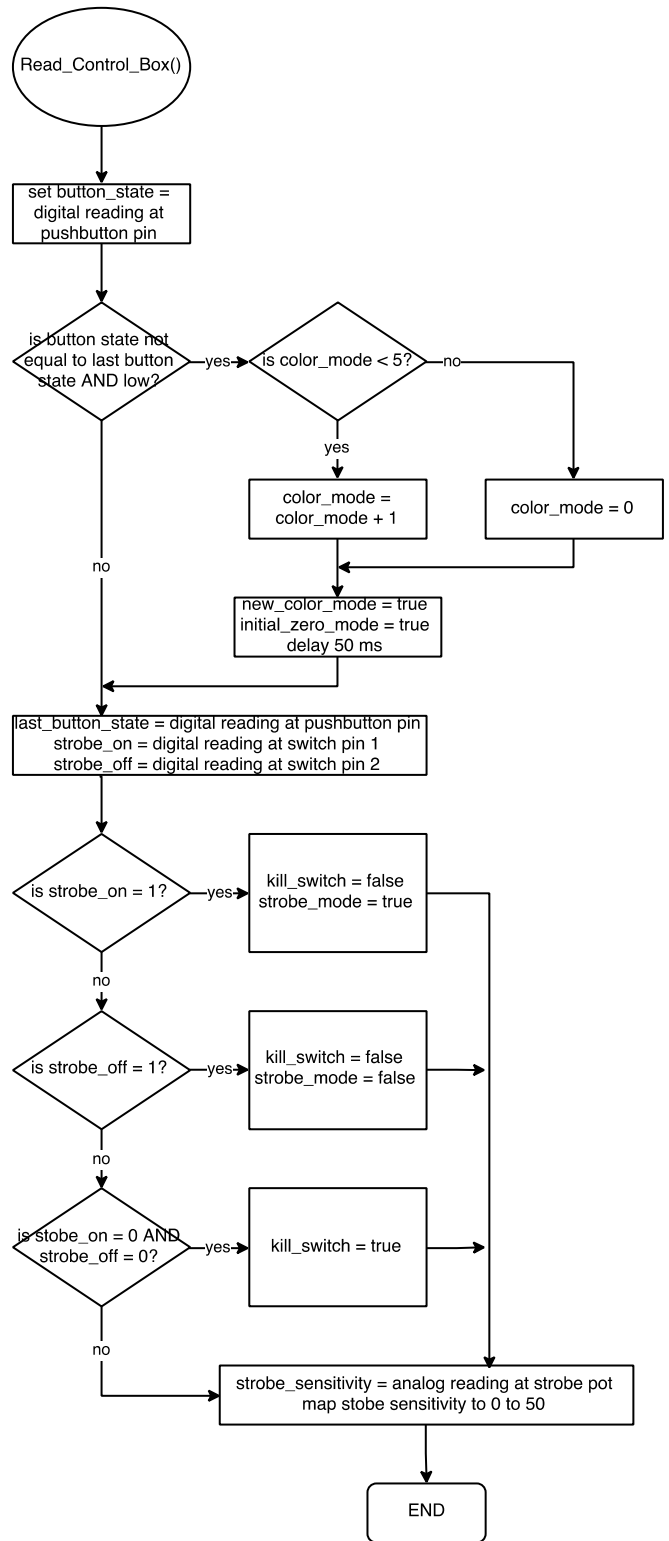 Read_Control_Box()
set button_state =
digital reading at
pushbutton pin
is button state not
equal to last button
state AND low?
yes
is color_mode < 5?
no
yes
color_mode =
color_mode + 1
color_mode = 0
no
new_color_mode = true
initial_zero_mode = true
delay 50 ms
last_button_state = digital reading at pushbutton pin
strobe_on = digital reading at switch pin 1
strobe_off = digital reading at switch pin 2
is strobe_on = 1?
yes
kill_switch = false
strobe_mode = true
no
is strobe_off = 1?
yes
kill_switch = false
strobe_mode = false
no
is stobe_on = 0 AND
strobe_off = 0?
yes
kill_switch = true
no
strobe_sensitivity = analog reading at strobe pot
map stobe sensitivity to 0 to 50
END